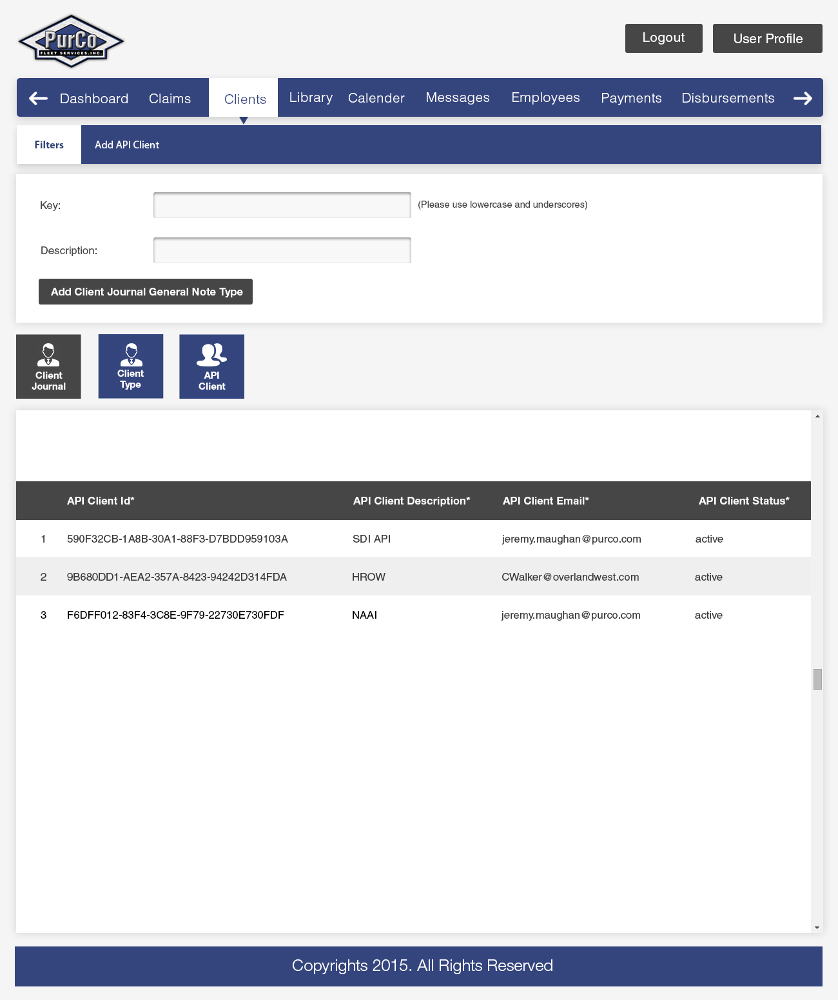 PurCo
FLEET SERVICES, INC.
Logout
User Profile
Dashboard Claims Clients Library Calender Messages Employees Payments Disbursements
Filters Add API Client
Key: (Please use lowercase and underscores)
Description:
Add Client Journal General Note Type
Client
Journal
Client
Type
API
Client
API Client Id* API Client Description* API Client Email* API Client Status*
1 590F32CB-1A8B-30A1-88F3-D7BDD959103A SDI API jeremy.maughan@purco.com active
2 9B680DD1-AEA2-357A-8423-94242D314FDA HROW CWalker@overlandwest.com active
3 F6DFF012-83F4-3C8E-9F79-22730E730FDF NAAI jeremy.maughan@purco.com active
Copyrights 2015. All Rights Reserved